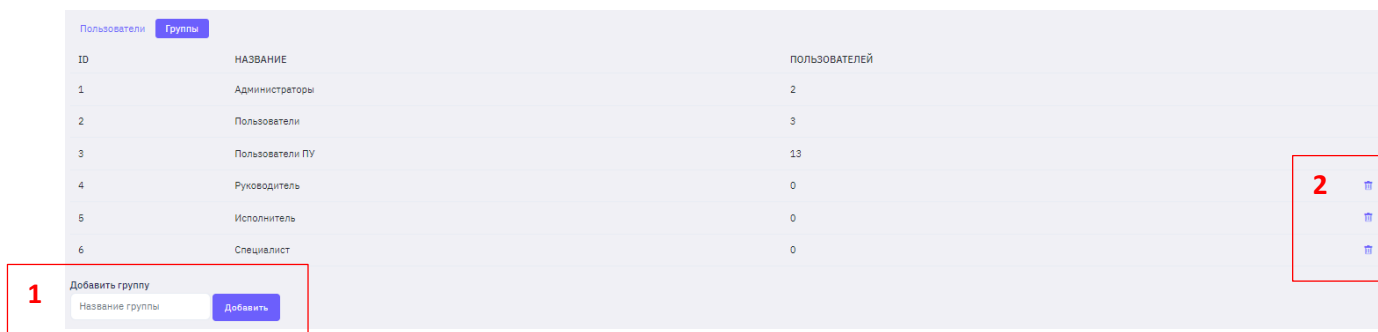 Пользователи Группы
ID НАЗВАНИЕ ПОЛЬЗОВАТЕЛЕЙ
1 Администраторы 2
2 Пользователи 3
3 Пользователи ПУ 13
4 Руководитель 0
2
5 Исполнитель 0
6 Специалист 0
1
Добавить группу
Название группы Добавить